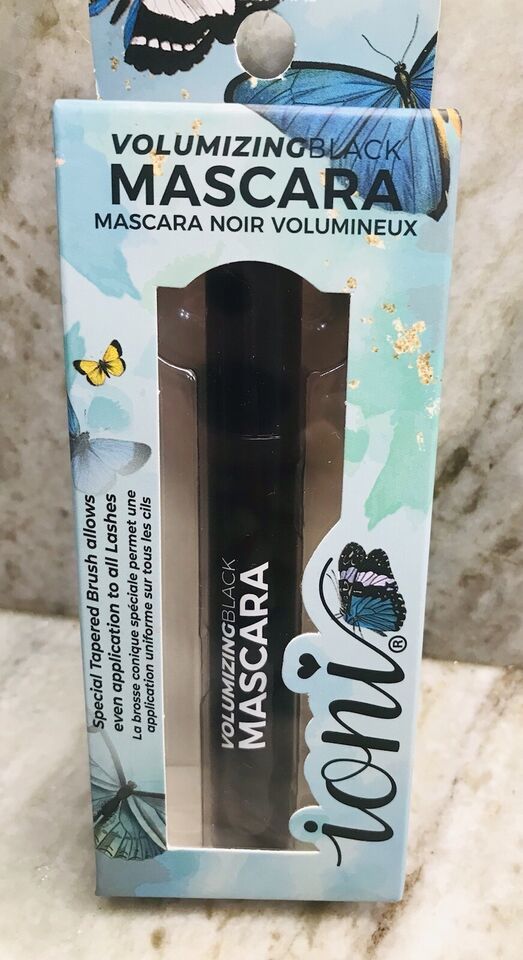 VOLUMIZINGBLACK
MASCARA
MASCARA NOIR VOLUMINEUX
Special Tapered Brush allows
even application to all Lashes
La brosse conique spéciale permet une
application uniforme sur tous les cils
VOLUMIZINGBLACK
MASCARA
ioni®